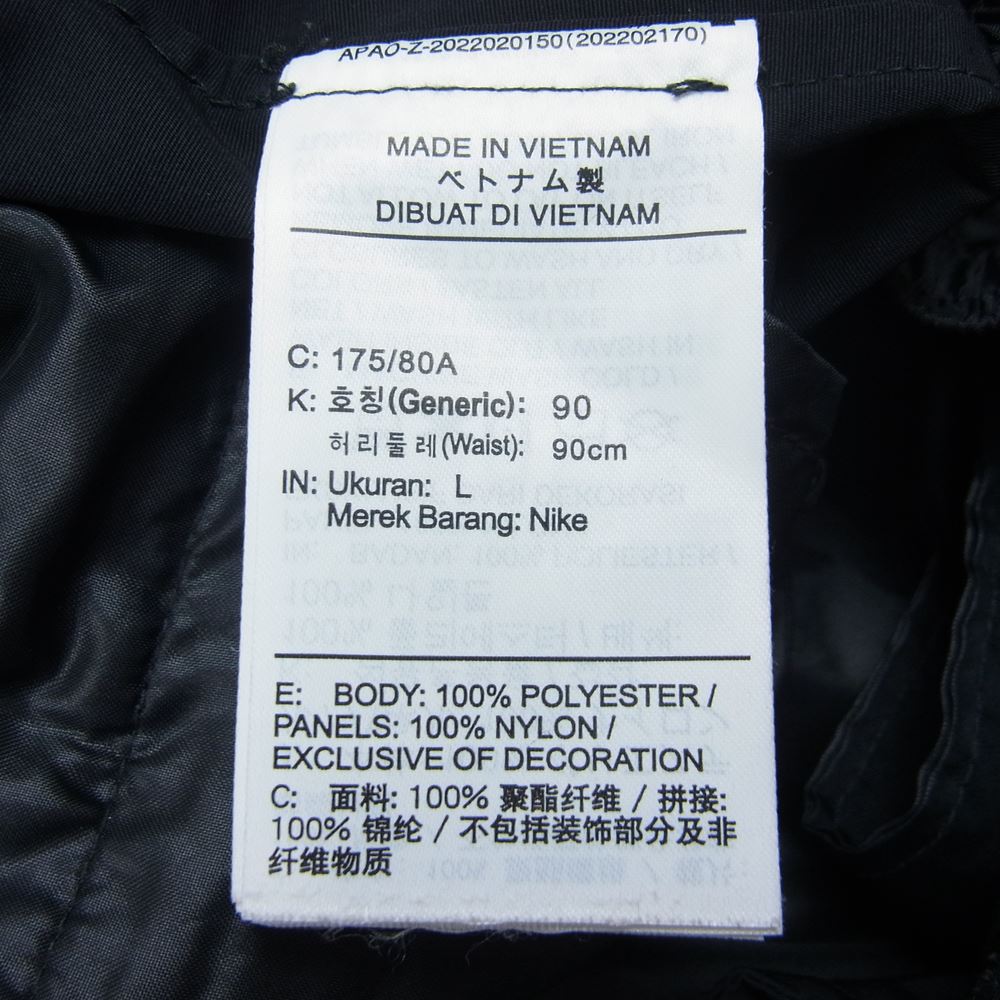 APAO-Z-2022020150(202202170)
MADE IN VIETNAM
ベトナム製
DIBUAT DI VIETNAM
C: 175/80A
K: 호칭(Generic): 90
허리둘레(Waist): 90cm
IN: Ukuran: L
Merek Barang: Nike
E: BODY: 100% POLYESTER /
PANELS: 100% NYLON /
EXCLUSIVE OF DECORATION
C: 面料: 100% 聚酯纤维 / 拼接:
100% 锦纶 / 不包括装饰部分及非
纤维物质